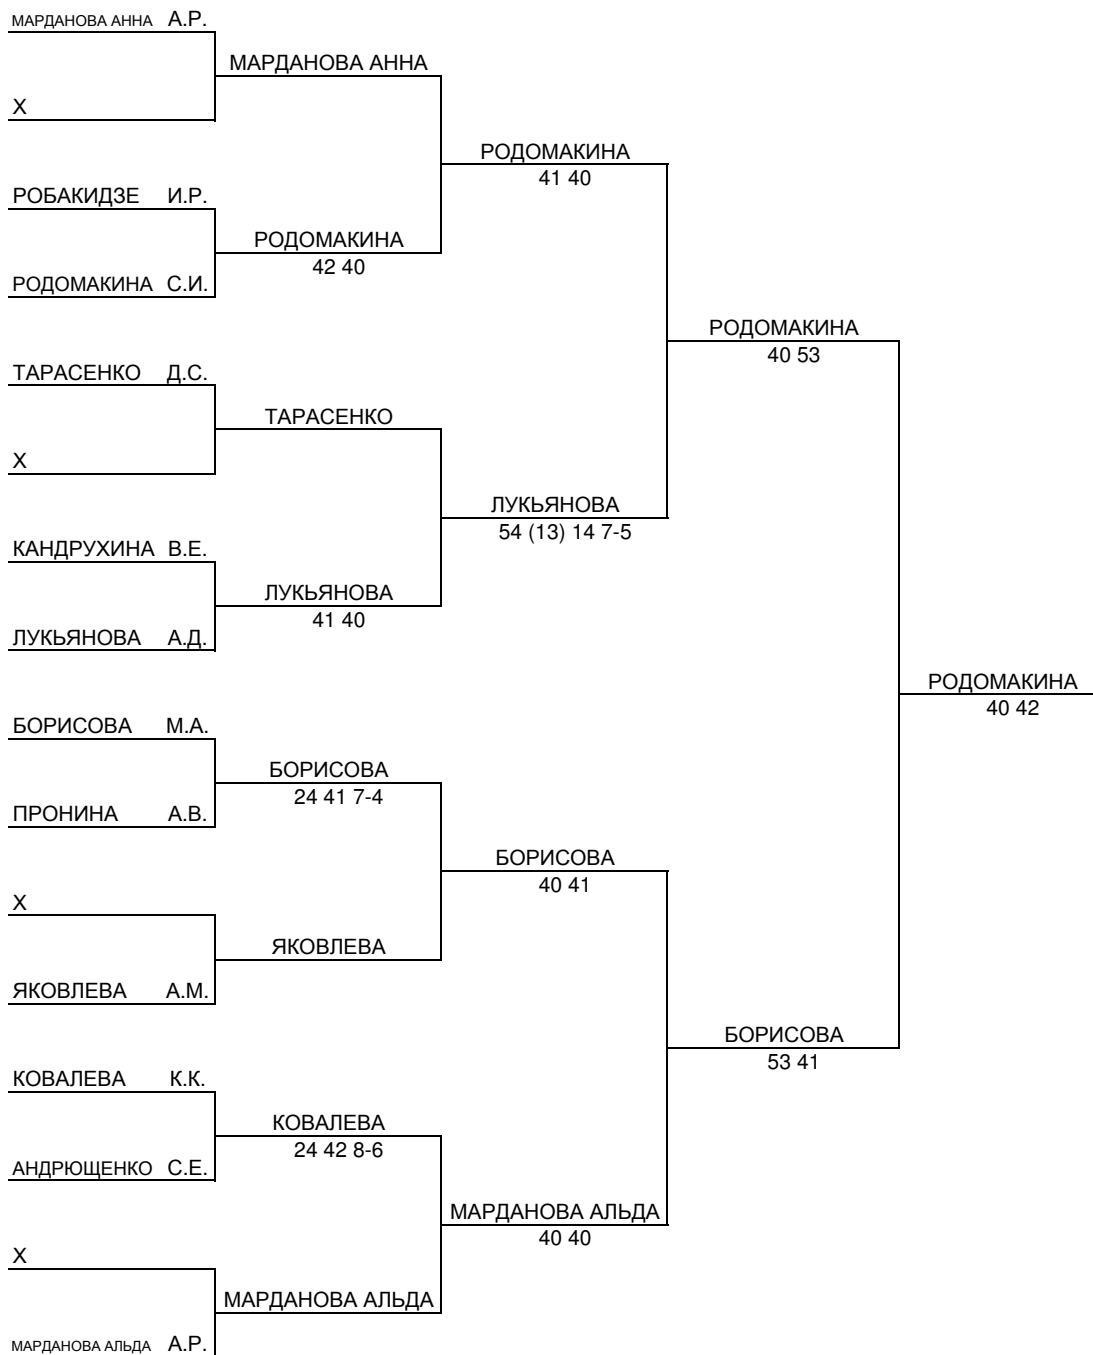 МАРДАНОВА АННА А.Р.
МАРДАНОВА АННА
X
РОДОМАКИНА
41 40
РОБАКИДЗЕ И.Р.
РОДОМАКИНА
42 40
РОДОМАКИНА С.И.
РОДОМАКИНА
40 53
ТАРАСЕНКО Д.С.
ТАРАСЕНКО
X
ЛУКЬЯНОВА
54 (13) 14 7-5
КАНДРУХИНА В.Е.
ЛУКЬЯНОВА
41 40
ЛУКЬЯНОВА А.Д.
РОДОМАКИНА
40 42
БОРИСОВА М.А.
БОРИСОВА
24 41 7-4
ПРОНИНА А.В.
БОРИСОВА
40 41
X
ЯКОВЛЕВА
ЯКОВЛЕВА А.М.
БОРИСОВА
53 41
КОВАЛЕВА К.К.
КОВАЛЕВА
24 42 8-6
АНДРЮЩЕНКО С.Е.
МАРДАНОВА АЛЬДА
40 40
X
МАРДАНОВА АЛЬДА
МАРДАНОВА АЛЬДА А.Р.